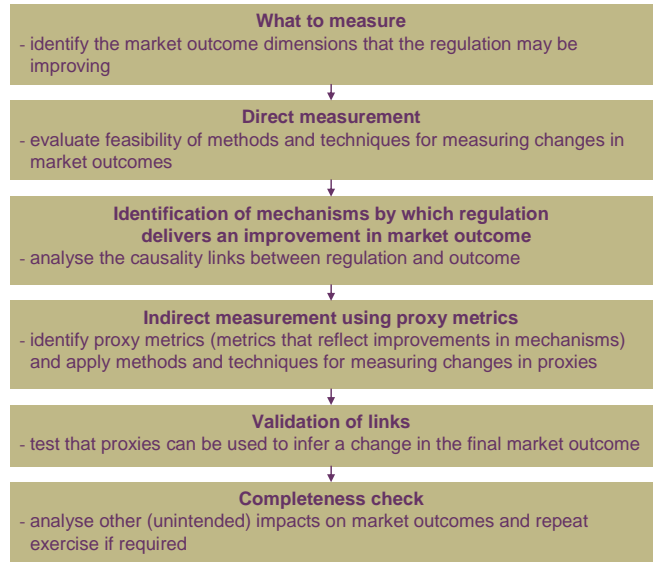 What to measure
- identify the market outcome dimensions that the regulation may be
improving
Direct measurement
- evaluate feasibility of methods and techniques for measuring changes in
market outcomes
Identification of mechanisms by which regulation
delivers an improvement in market outcome
- analyse the causality links between regulation and outcome
Indirect measurement using proxy metrics
- identify proxy metrics (metrics that reflect improvements in mechanisms)
and apply methods and techniques for measuring changes in proxies
Validation of links
- test that proxies can be used to infer a change in the final market outcome
Completeness check
- analyse other (unintended) impacts on market outcomes and repeat
exercise if required